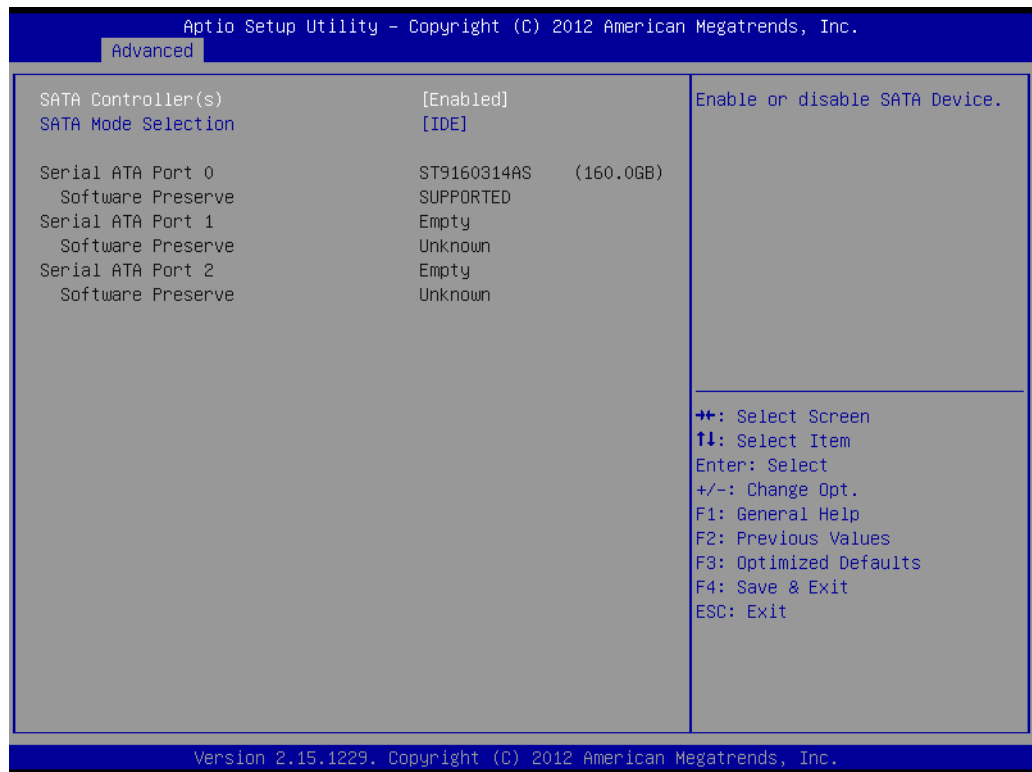 Aptio Setup Utility – Copyright (C) 2012 American Megatrends, Inc.
Advanced
SATA Controller(s) [Enabled]
SATA Mode Selection [IDE]
Serial ATA Port 0 ST9160314AS (160.0GB)
Software Preserve SUPPORTED
Serial ATA Port 1 Empty
Software Preserve Unknown
Serial ATA Port 2 Empty
Software Preserve Unknown
Enable or disable SATA Device.
→←: Select Screen
↑↓: Select Item
Enter: Select
+/-: Change Opt.
F1: General Help
F2: Previous Values
F3: Optimized Defaults
F4: Save & Exit
ESC: Exit
Version 2.15.1229. Copyright (C) 2012 American Megatrends, Inc.